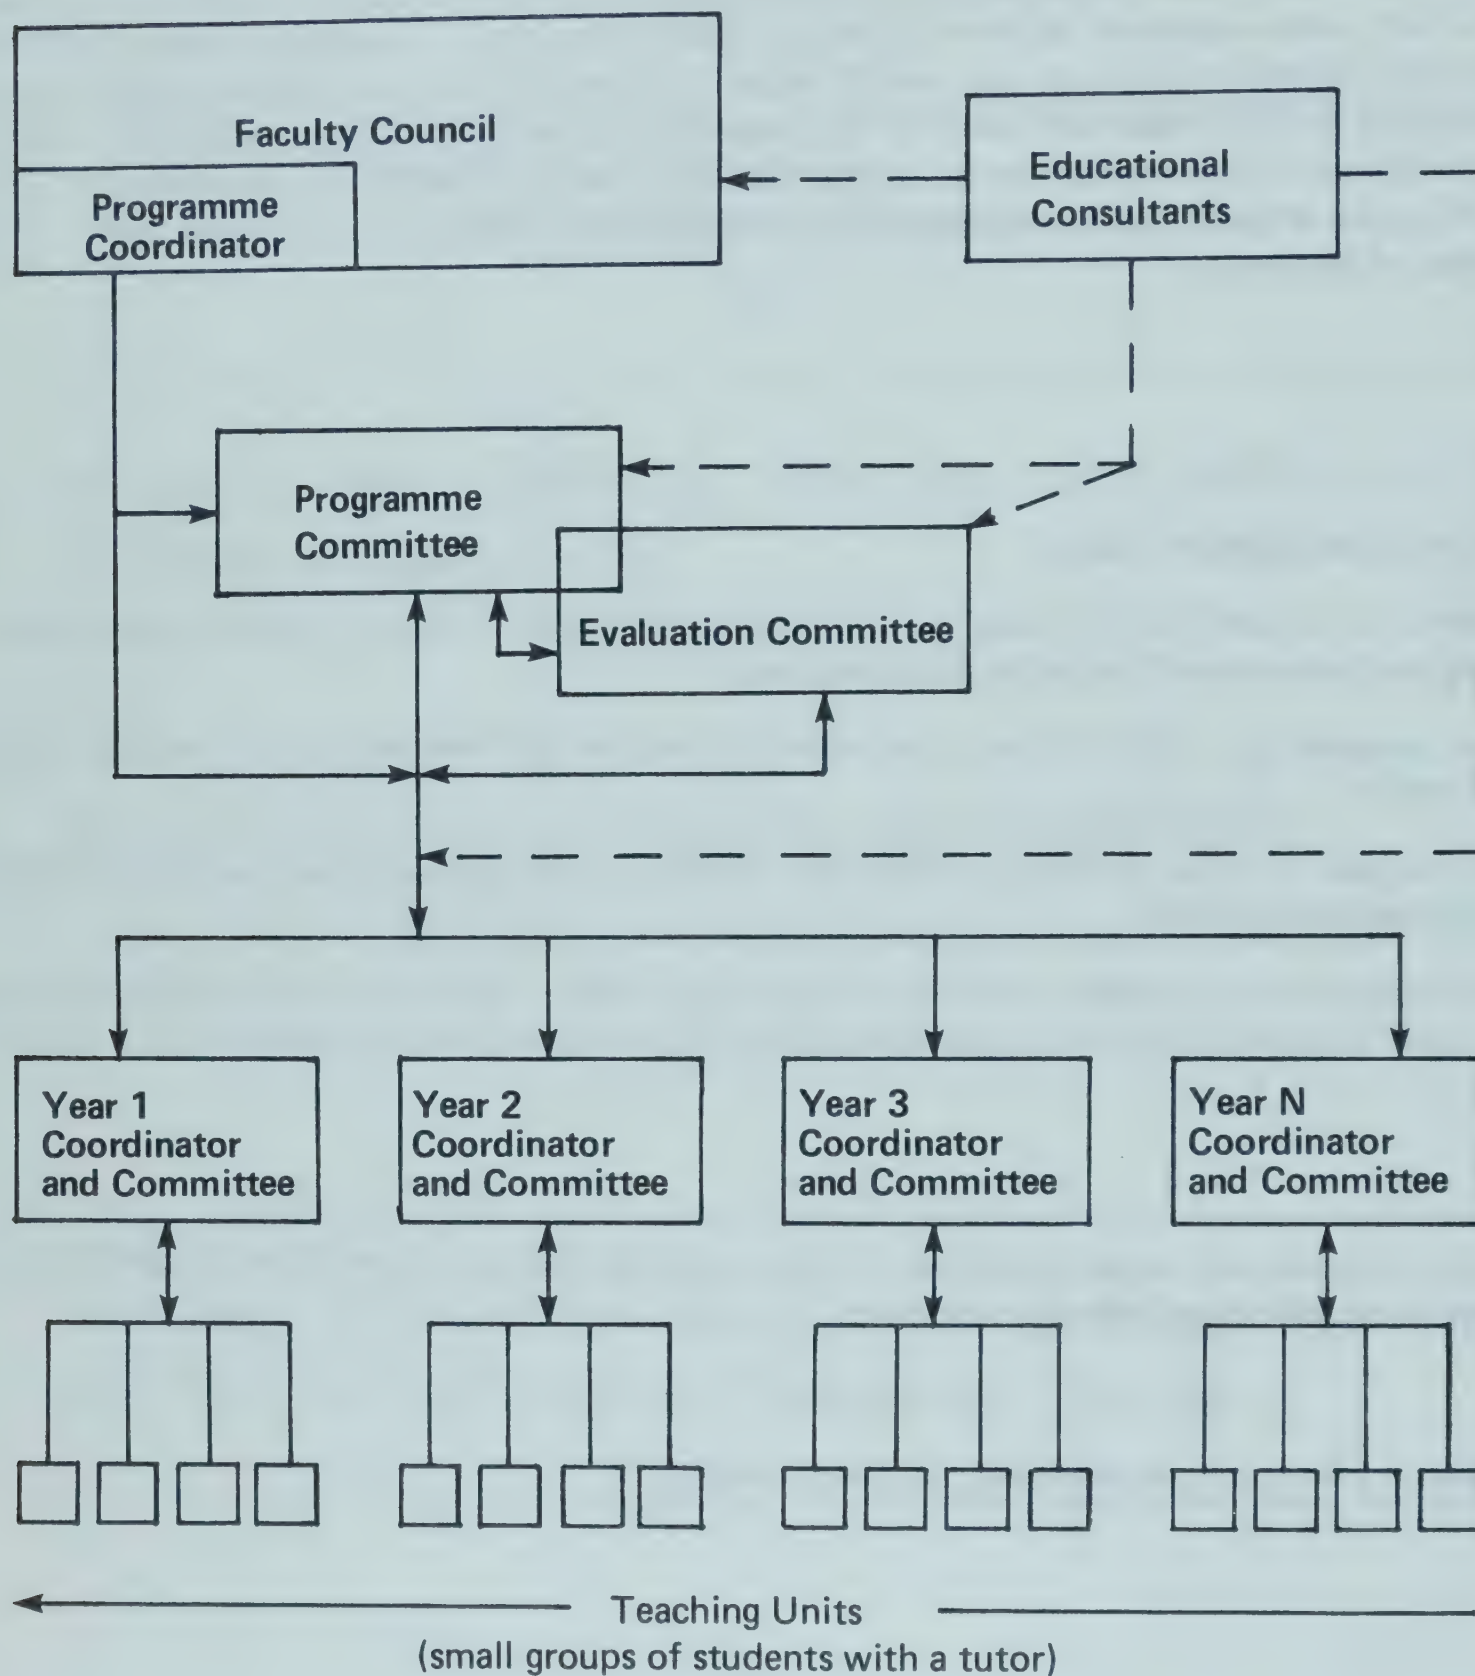 Faculty Council
Programme
Coordinator
Educational
Consultants
Programme
Committee
Evaluation Committee
Year 1
Coordinator
and Committee
Year 2
Coordinator
and Committee
Year 3
Coordinator
and Committee
Year N
Coordinator
and Committee
Teaching Units
(small groups of students with a tutor)